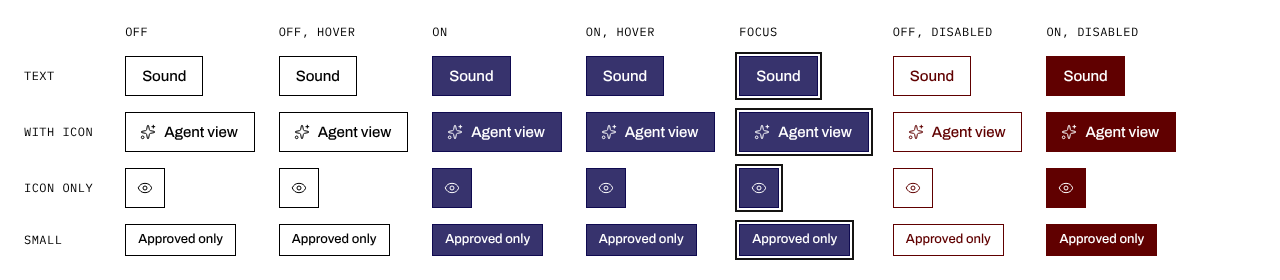 OFF OFF, HOVER ON ON, HOVER FOCUS OFF, DISABLED ON, DISABLED
TEXT Sound Sound Sound Sound Sound Sound Sound
WITH ICON Agent view Agent view Agent view Agent view Agent view Agent view Agent view
ICON ONLY
SMALL Approved only Approved only Approved only Approved only Approved only Approved only Approved only